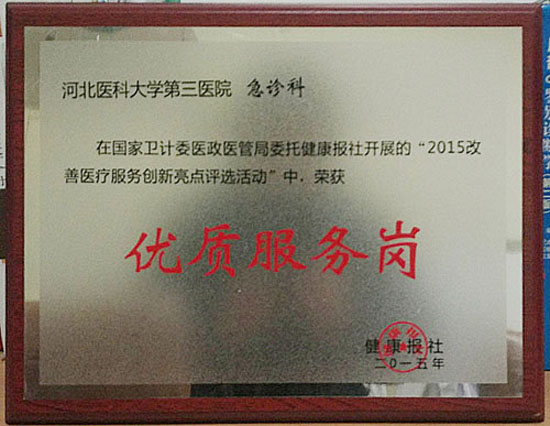 河北医科大学第三医院 急诊科
在国家卫计委医政医管局委托健康报社开展的“2015改
善医疗服务创新亮点评选活动”中，荣获
优质服务岗
健康报社
二〇一五年